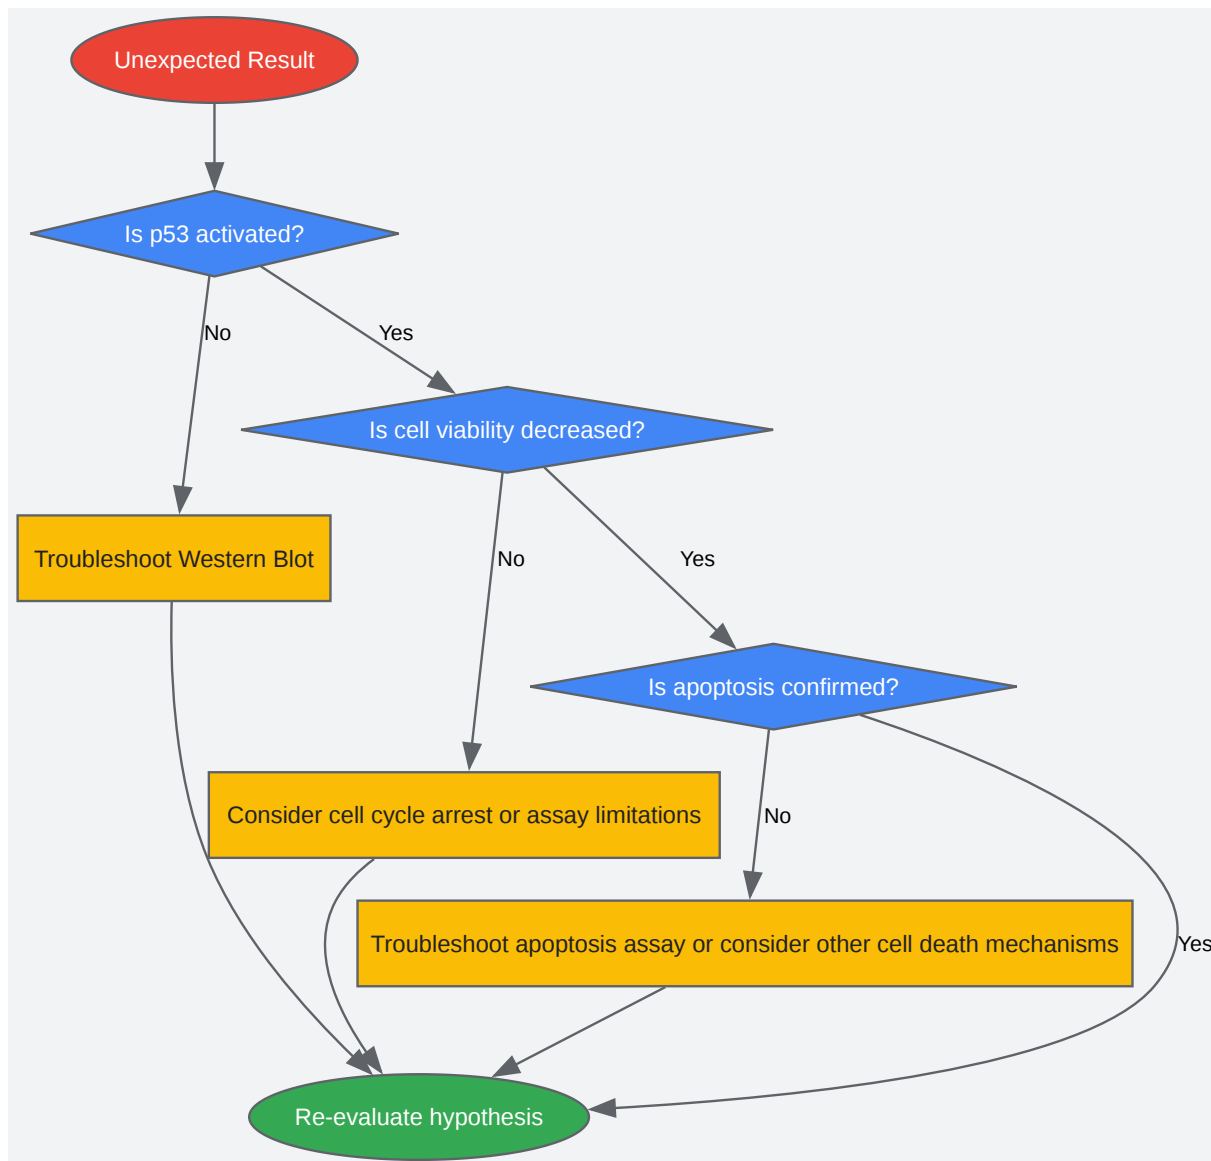 Unexpected Result
Is p53 activated?
No
Yes
Is cell viability decreased?
Troubleshoot Western Blot
No
Yes
Is apoptosis confirmed?
Consider cell cycle arrest or assay limitations
No
Troubleshoot apoptosis assay or consider other cell death mechanisms
Yes
Re-evaluate hypothesis